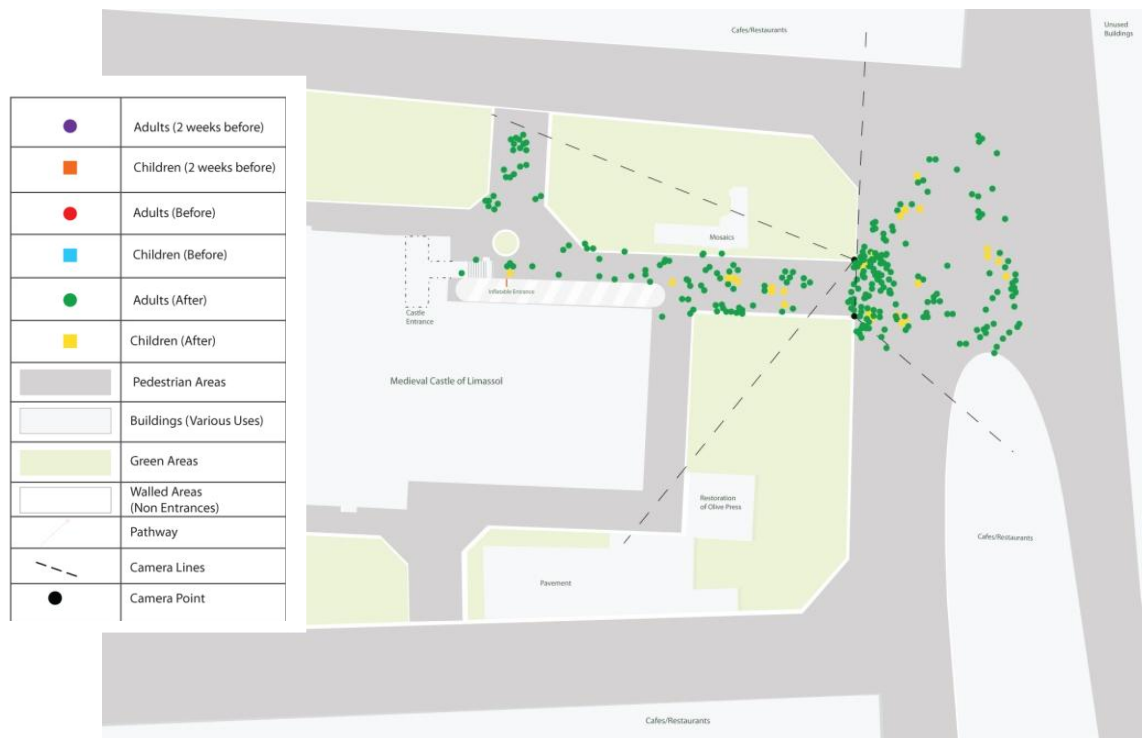 Cafes/Restaurants
Unused
Buildings
Adults (2 weeks before)
Children (2 weeks before)
Adults (Before)
Children (Before)
Adults (After)
Children (After)
Pedestrian Areas
Buildings (Various Uses)
Green Areas
Walled Areas
(Non Entrances)
Pathway
Camera Lines
Camera Point
Mosaics
Inflatable Entrance
Castle
Entrance
Medieval Castle of Limassol
Restoration
of Olive Press
Pavement
Cafes/Restaurants
Cafes/Restaurants